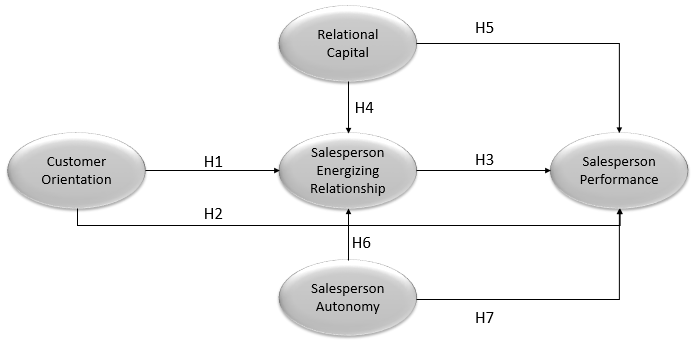 Relational
Capital
H5
H4
Customer
Orientation
H1
Salesperson
Energizing
Relationship
H3
Salesperson
Performance
H2
H6
Salesperson
Autonomy
H7